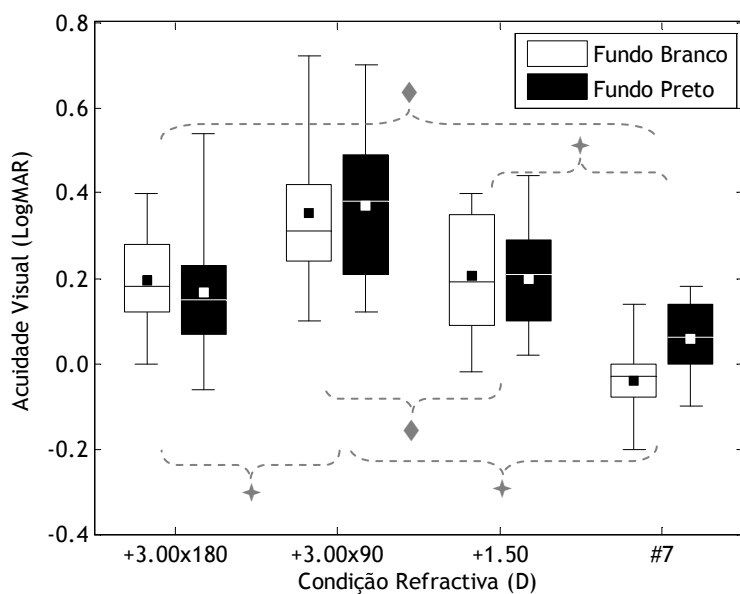 Fundo Branco
Fundo Preto
Acuidade Visual (LogMAR)
0.8
0.6
0.4
0.2
0.0
-0.2
-0.4
+3.00x180 +3.00x90 +1.50 #7
Condição Refractiva (D)